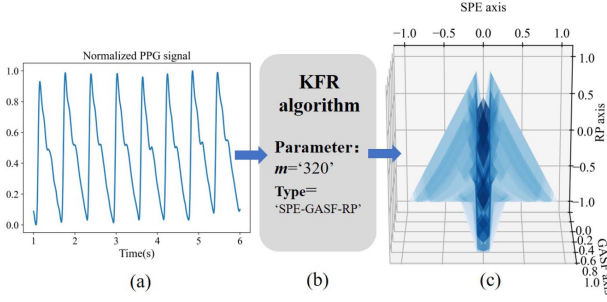 Normalized PPG signal
1.0
0.8
0.6
0.4
0.2
0.0
1
2
3
4
5
6
Time(s)
(a)
KFR
algorithm
Parameter:
m='320'
Type=
'SPE-GASF-RP'
(b)
SPE axis
−1.0
−0.5
0.0
0.5
1.0
1.0
0.5
0.0
−0.5
−1.0
RP axis
0.0
0.2
0.4
0.6
0.8
1.0
GASF axis
(c)